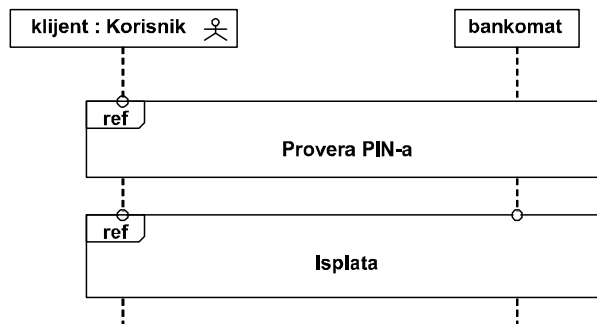 klijent : Korisnik
bankomat
ref
Provera PIN-a
ref
Isplata